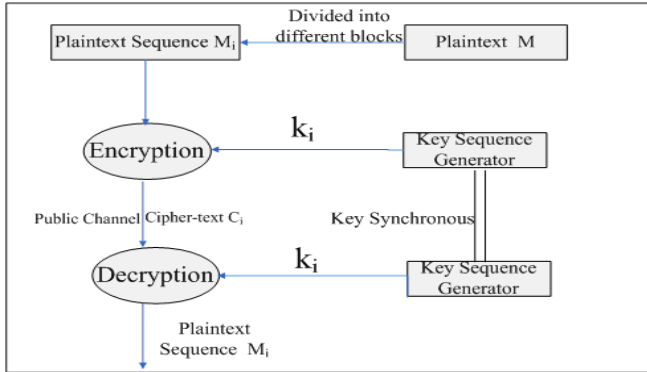 Divided into
different blocks
Plaintext Sequence Mᵢ
Plaintext M
kᵢ
Encryption
Key Sequence
Generator
Public Channel
Cipher-text Cᵢ
Key Synchronous
kᵢ
Decryption
Key Sequence
Generator
Plaintext
Sequence Mᵢ